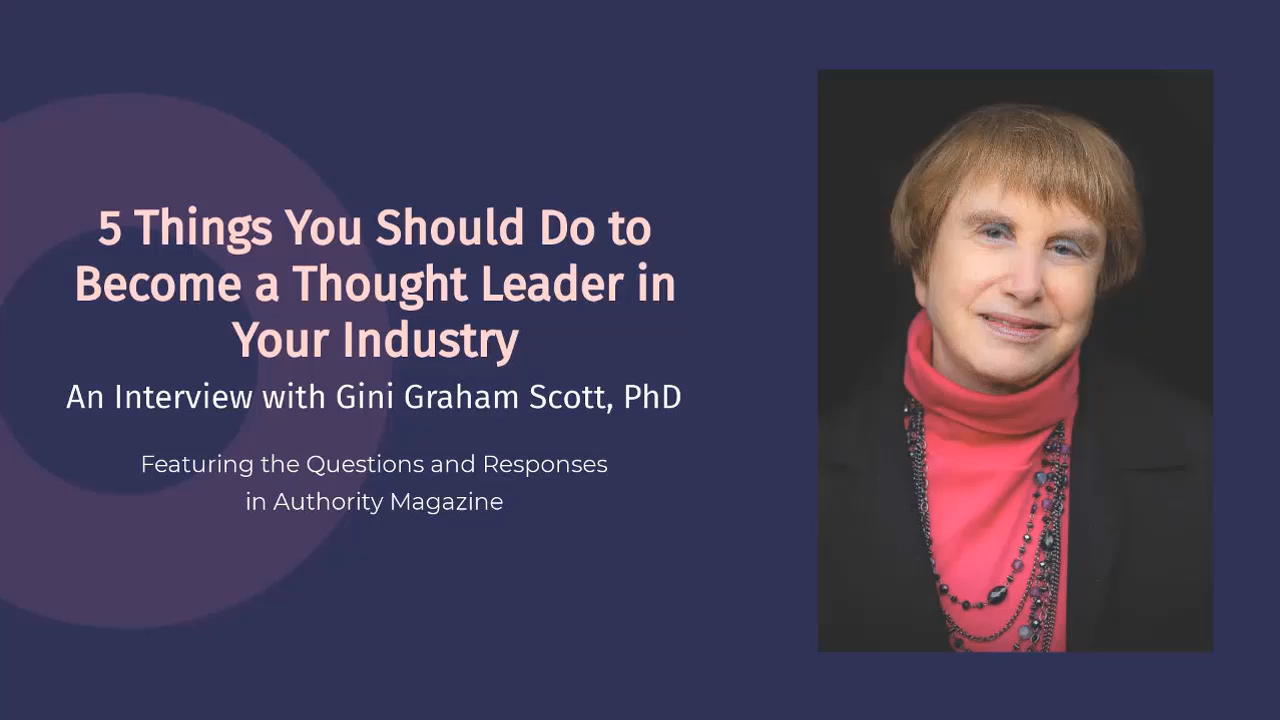 5 Things You Should Do to
Become a Thought Leader in
Your Industry
An Interview with Gini Graham Scott, PhD
Featuring the Questions and Responses
in Authority Magazine